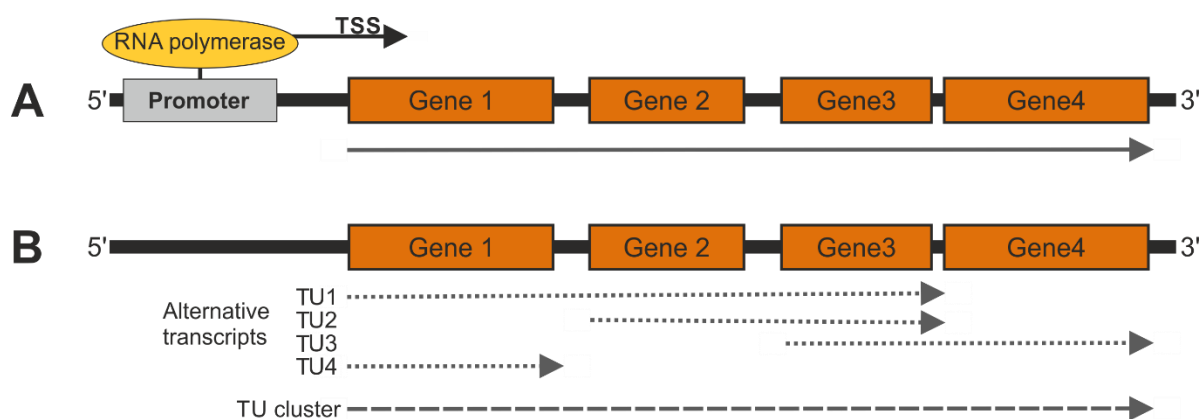 TSS
RNA polymerase
A
5'
Promoter
Gene 1
Gene 2
Gene3
Gene4
3'
B
5'
Gene 1
Gene 2
Gene3
Gene4
3'
Alternative
transcripts
TU1
TU2
TU3
TU4
TU cluster